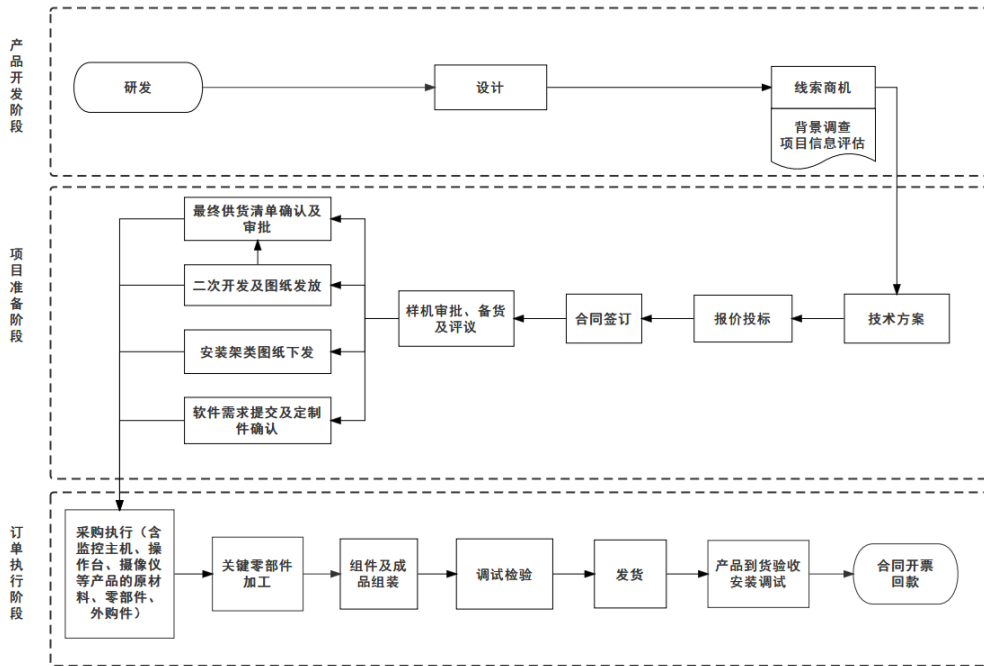 产品开发阶段
研发
设计
线索商机
背景调查
项目信息评估
项目准备阶段
最终供货清单确认及
审批
二次开发及图纸发放
安装架类图纸下发
软件需求提交及定制
件确认
样机审批、备货
及评议
合同签订
报价投标
技术方案
订单执行阶段
采购执行（含
监控主机、操
作台、摄像仪
等产品的原材
料、零部件、
外购件）
关键零部件
加工
组件及成
品组装
调试检验
发货
产品到货验收
安装调试
合同开票
回款